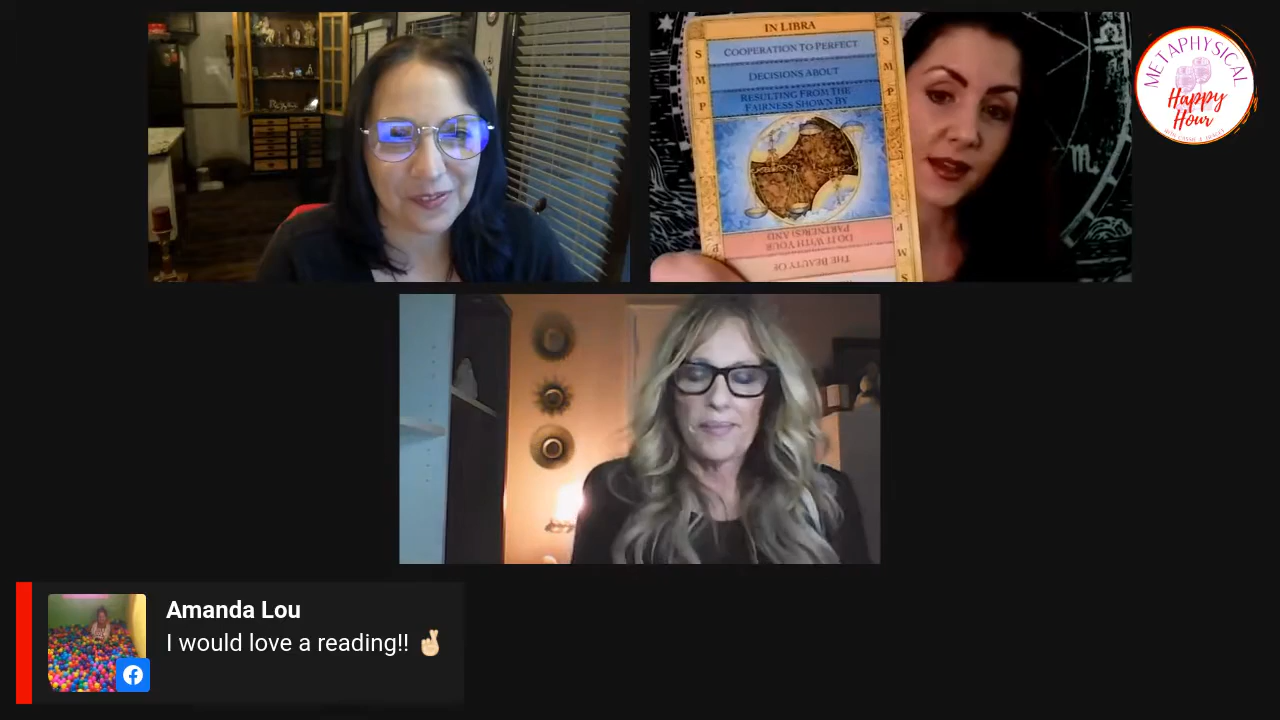 IN LIBRA
COOPERATION TO PERFECT
DECISIONS ABOUT
RESULTING FROM THE
FAIRNESS SHOWN BY
S
M
P
S
M
P
DO IT WITH YOUR
PARTNER(S) AND
THE BEAUTY OF
P
P
M
S
METAPHYSICAL
Happy
Hour
Amanda Lou
I would love a reading!! 🤞🏼